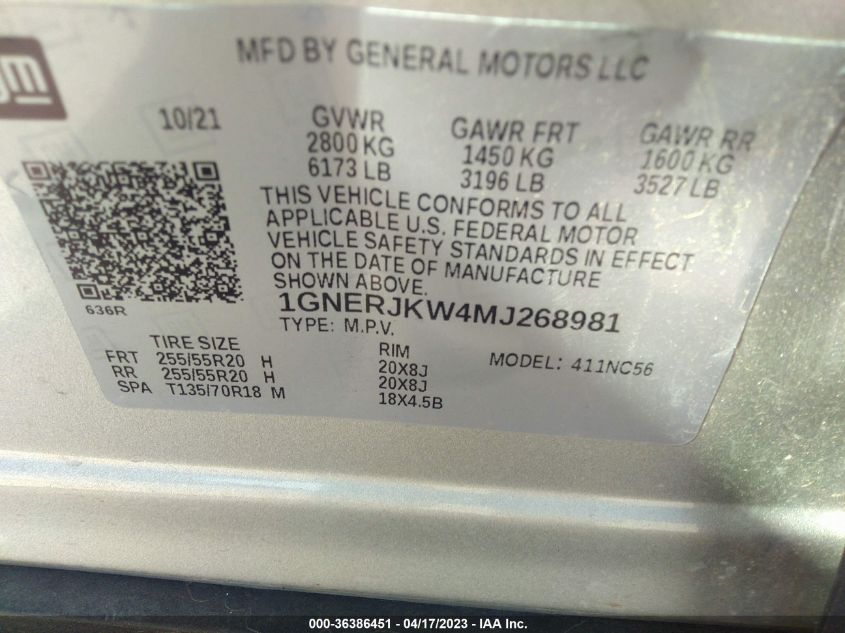 gm
MFD BY GENERAL MOTORS LLC
10/21 GVWR GAWR FRT GAWR RR
2800 KG 1450 KG 1600 KG
6173 LB 3196 LB 3527 LB
THIS VEHICLE CONFORMS TO ALL
APPLICABLE U.S. FEDERAL MOTOR
VEHICLE SAFETY STANDARDS IN EFFECT
ON THE DATE OF MANUFACTURE
SHOWN ABOVE.
636R
1GNERJKW4MJ268981
TYPE: M.P.V.
TIRE SIZE RIM MODEL: 411NC56
FRT 255/55R20 H 20X8J
RR 255/55R20 H 20X8J
SPA T135/70R18 M 18X4.5B
000-36386451 - 04/17/2023 - IAA Inc.